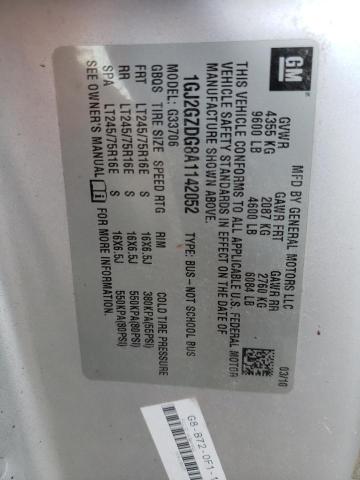 GM
MFD BY GENERAL MOTORS LLC
03/10
GVWR
4355 KG
9600 LB
GAWR FRT
2087 KG
4600 LB
GAWR RR
2760 KG
6084 LB
THIS VEHICLE CONFORMS TO ALL APPLICABLE U.S. FEDERAL MOTOR
VEHICLE SAFETY STANDARDS IN EFFECT ON THE DATE OF
MANUFACTURE SHOWN ABOVE.
1GJ2GZDG8A1142052
TYPE: BUS-NOT SCHOOL BUS
MODEL: G33706
GBQS TIRE SIZE SPEED RTG RIM COLD TIRE PRESSURE
FRT LT245/75R16E S 16X6.5J 380KPA(55PSI)
RR LT245/75R16E S 16X6.5J 550KPA(80PSI)
SPA LT245/75R16E S 16X6.5J 550KPA(80PSI)
SEE OWNER'S MANUAL FOR MORE INFORMATION.